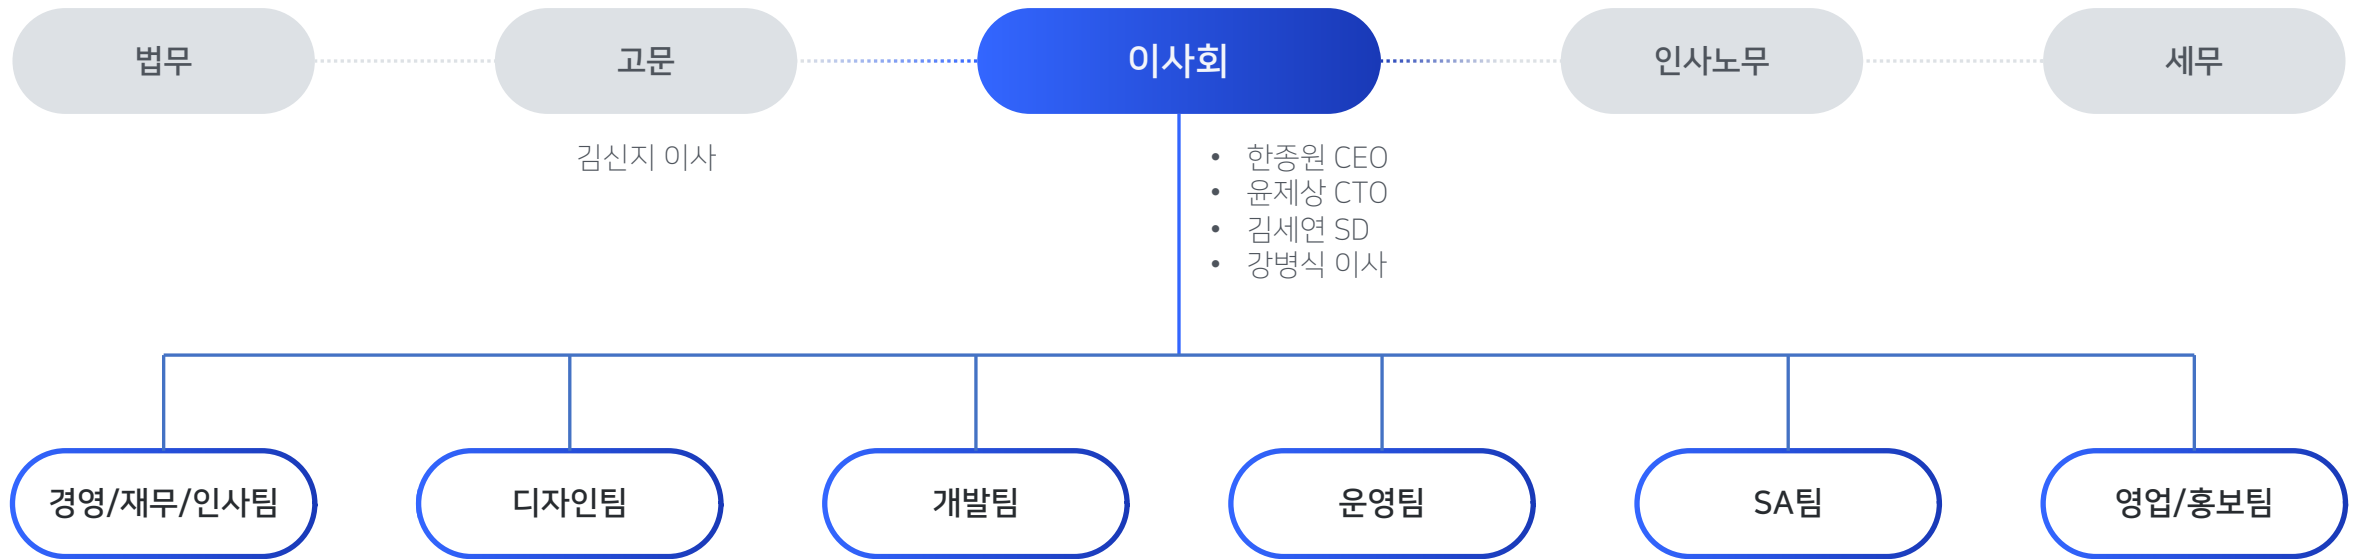 법무
고문
이사회
인사노무
세무
김신지 이사
• 한종원 CEO
• 윤제상 CTO
• 김세연 SD
• 강병식 이사
경영/재무/인사팀
디자인팀
개발팀
운영팀
SA팀
영업/홍보팀